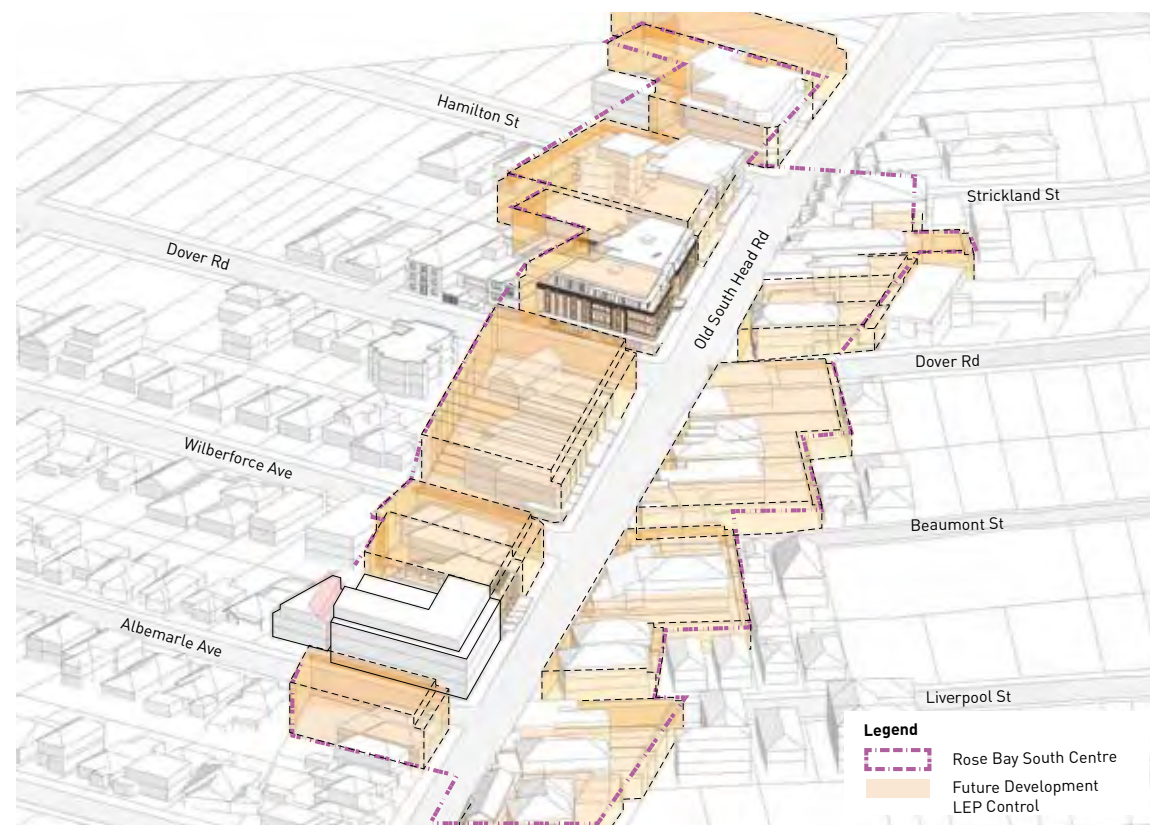 Hamilton St
Strickland St
Dover Rd
Old South Head Rd
Dover Rd
Wilberforce Ave
Beaumont St
Albemarle Ave
Liverpool St
Legend
Rose Bay South Centre
Future Development
LEP Control